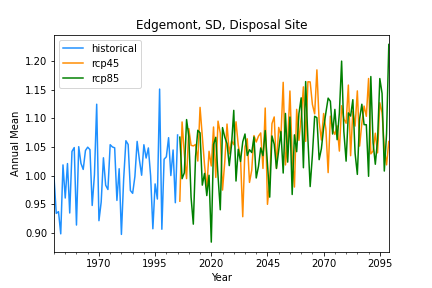 Edgemont, SD, Disposal Site
historical
rcp45
rcp85
Annual Mean
1.20
1.15
1.10
1.05
1.00
0.95
0.90
1970
1995
2020
2045
2070
2095
Year